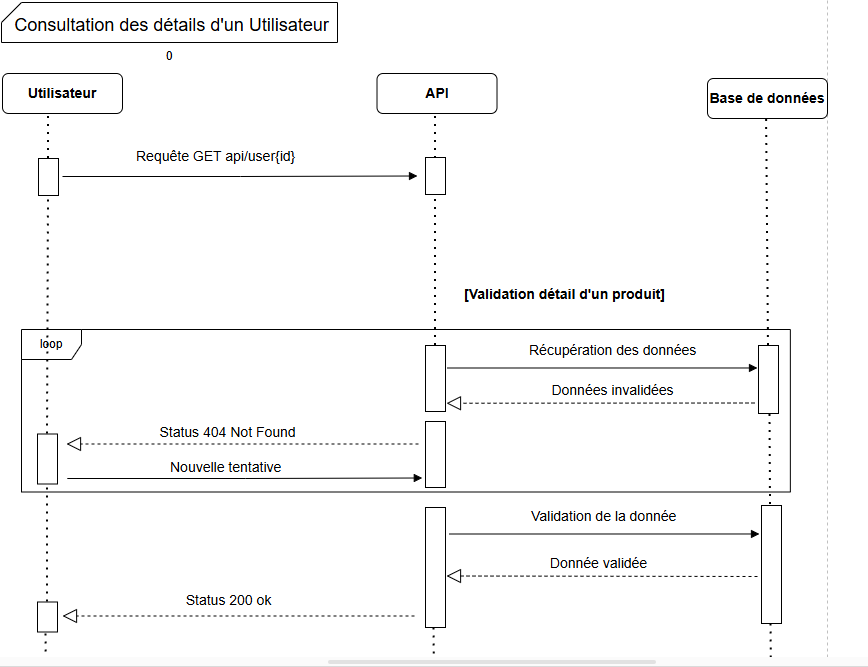 Consultation des détails d'un Utilisateur
0
Utilisateur
API
Base de données
Requête GET api/user{id}
[Validation détail d'un produit]
loop
Récupération des données
Données invalidées
Status 404 Not Found
Nouvelle tentative
Validation de la donnée
Donnée validée
Status 200 ok